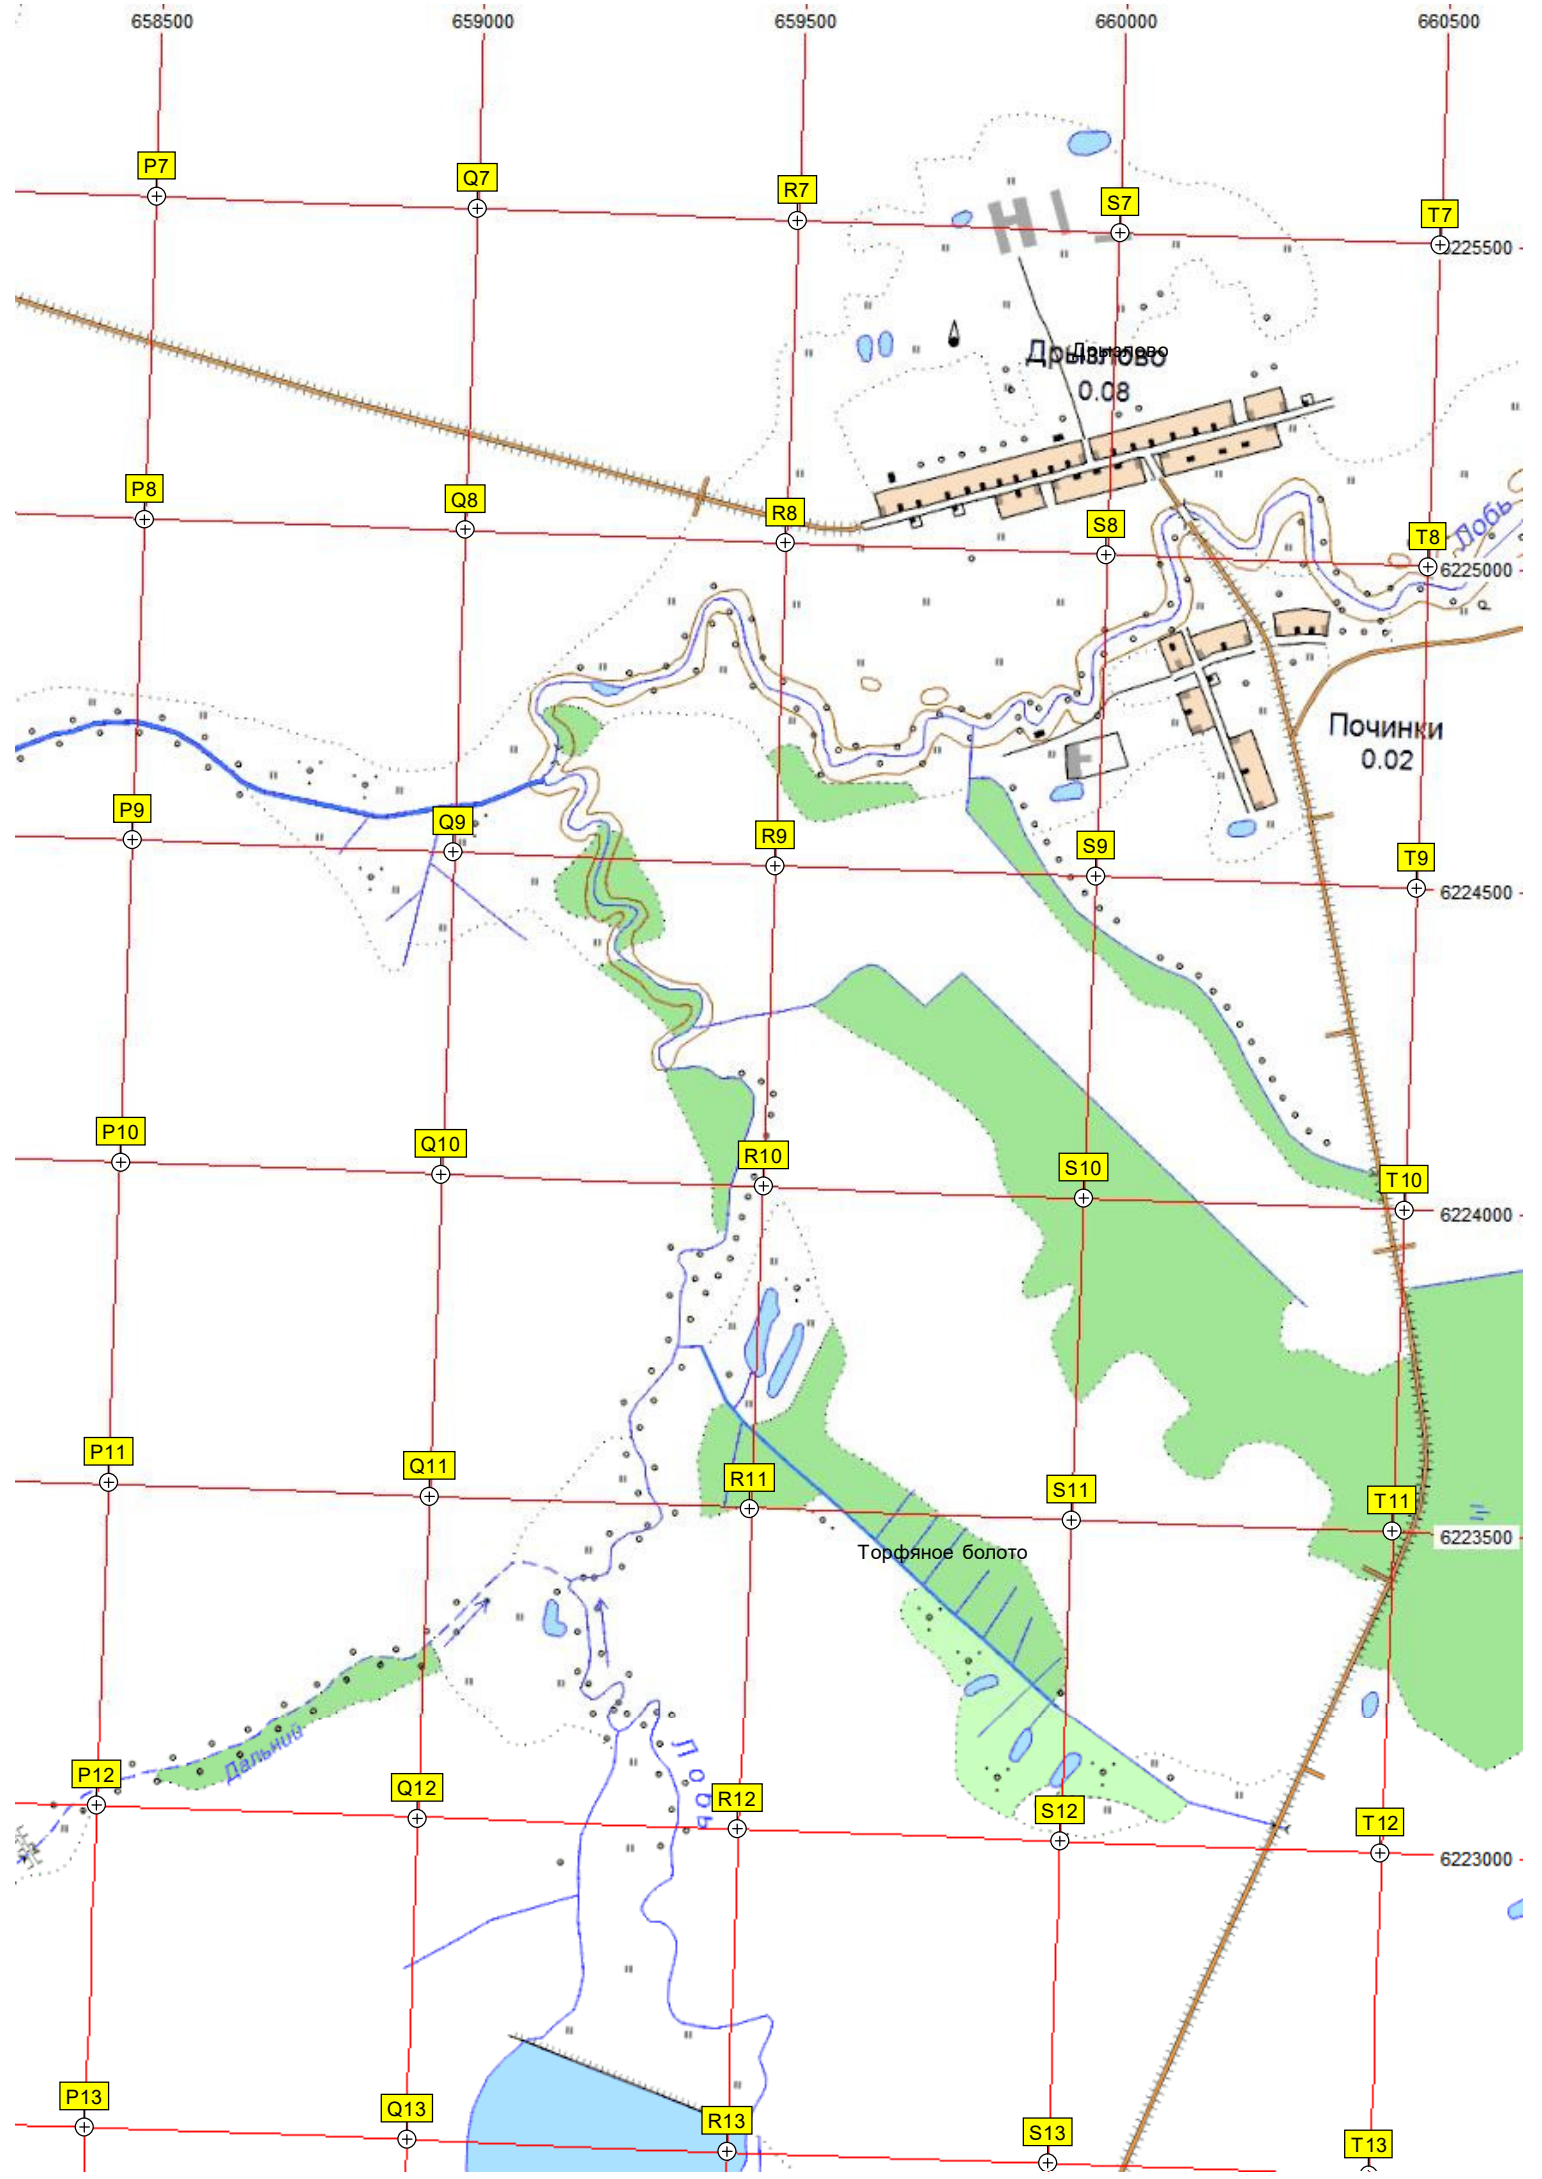 658500 659000 659500 660000 660500
P7 Q7 R7 S7 T7
6225500
Дрызлово
Дрызлово
0.08
P8 Q8 R8 S8 T8
Лобь
6225000
Починки
0.02
P9 Q9 R9 S9 T9
6224500
P10 Q10 R10 S10 T10
6224000
P11 Q11 R11 S11 T11
6223500
Торфяное болото
Дальний
Лобь
P12 Q12 R12 S12 T12
6223000
P13 Q13 R13 S13 T13